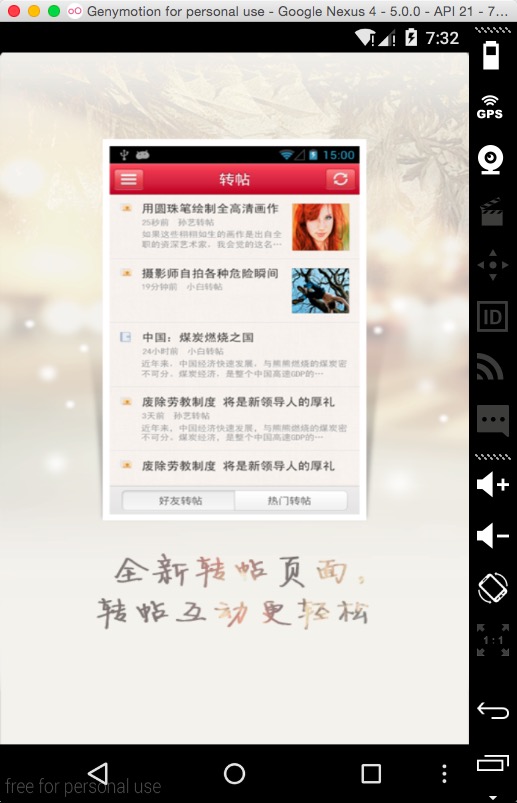 Genymotion for personal use - Google Nexus 4 - 5.0.0 - API 21 - 7...
7:32
GPS
15:00
转帖
用圆珠笔绘制全高清画作
25秒前 孙艺转帖
如果这些栩栩如生的画作是出自全
职的资深艺术家，我会觉的这名…
摄影师自拍各种危险瞬间
19分钟前 小白转帖
ID
中国：煤炭燃烧之国
24小时前 小白转帖
近年来，中国经济快速发展，与熊熊燃烧的煤炭密
不可分。煤炭经济，是整个中国高速GDP的…
废除劳教制度 将是新领导人的厚礼
3天前 孙艺转帖
近年来，中国经济快速发展，与熊熊燃烧的煤炭密
不可分。煤炭经济，是整个中国高速GDP的…
废除劳教制度 将是新领导人的厚礼
好友转帖 热门转帖
全新转帖页面，
转帖互动更轻松
1:1
free for personal use